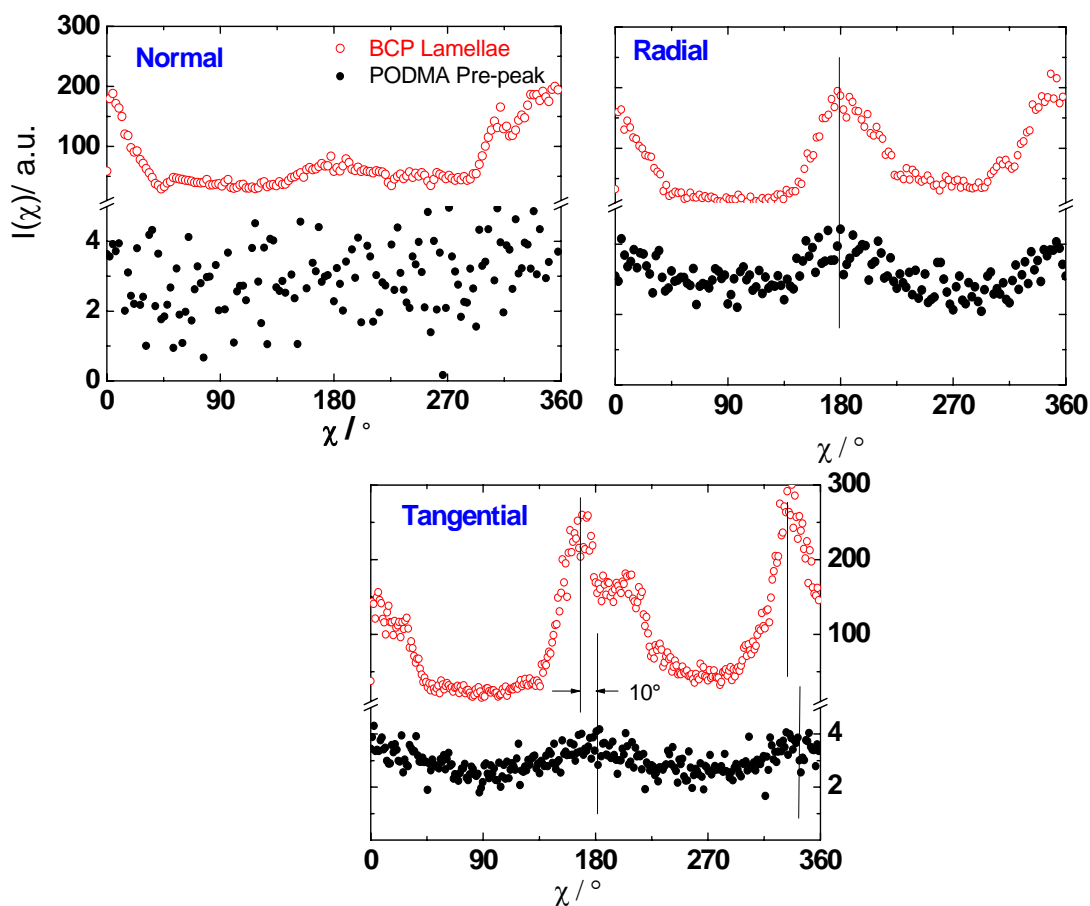 Normal
BCP Lamellae
PODMA Pre-peak
I(χ)/ a.u.
300
200
100
4
2
0
0 90 180 270 360
χ / °
Radial
0 90 180 270 360
χ / °
Tangential
300
200
100
10°
4
2
0 90 180 270 360
χ / °